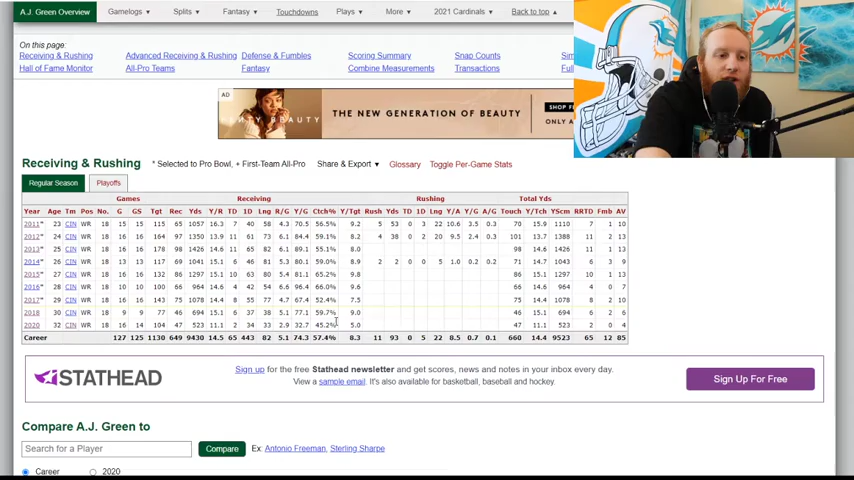 A.J. Green Overview Gamelogs ▼ Splits ▼ Fantasy ▼ Touchdowns Plays ▼ More ▼ 2021 Cardinals ▼ Back to top ▲
On this page:
Receiving & Rushing Advanced Receiving & Rushing Defense & Fumbles Scoring Summary Snap Counts Sim
Hall of Fame Monitor All-Pro Teams Fantasy Combine Measurements Transactions Full
AD
THE NEW GENERATION OF BEAUTY
SHOP F
ONLY A
Receiving & Rushing * Selected to Pro Bowl, + First-Team All-Pro Share & Export ▼ Glossary Toggle Per-Game Stats
Regular Season Playoffs
Games Receiving Rushing Total Yds
Year Age Tm Pos No. G GS Tgt Rec Yds Y/R TD 1D Lng R/G Y/G Ctch% Y/Tgt Rush Yds TD 1D Lng Y/A Y/G A/G Touch Y/Tch YScm RRTD Fmb AV
2011* 23 CIN WR 18 15 15 115 65 1057 16.3 7 40 58 4.3 70.5 56.5% 9.2 5 53 0 3 22 10.6 3.5 0.3 70 15.9 1110 7 1 10
2012* 24 CIN WR 18 16 16 164 97 1350 13.9 11 60 73 6.1 84.4 59.1% 8.2 4 38 0 2 20 9.5 2.4 0.3 101 13.7 1388 11 2 13
2013* 25 CIN WR 18 16 16 178 98 1426 14.6 11 65 82 6.1 89.1 55.1% 8.0 98 14.6 1426 11 1 13
2014* 26 CIN WR 18 13 13 117 69 1041 15.1 6 46 81 5.3 80.1 59.0% 8.9 2 2 0 0 5 1.0 0.2 0.2 71 14.7 1043 6 3 9
2015* 27 CIN WR 18 16 16 132 86 1297 15.1 10 63 80 5.4 81.1 65.2% 9.8 86 15.1 1297 10 2 13
2016* 28 CIN WR 18 10 10 100 66 964 14.6 4 42 54 6.6 96.4 66.0% 9.6 66 14.6 964 4 0 7
2017* 29 CIN WR 18 16 16 143 75 1078 14.4 8 55 77 4.7 67.4 52.4% 7.5 75 14.4 1078 8 2 10
2018 30 CIN WR 18 9 9 77 46 694 15.1 6 37 38 5.1 77.1 59.7% 9.0 46 15.1 694 6 2 6
2020 32 CIN WR 18 16 14 104 47 523 11.1 2 34 33 2.9 32.7 45.2% 5.0 47 11.1 523 2 0 4
Career 127 125 1130 649 9430 14.5 65 443 82 5.1 74.3 57.4% 8.3 11 93 0 5 22 8.5 0.7 0.1 660 14.4 9523 65 12 85
STATHEAD
Sign up for the free Stathead newsletter and get scores, news and notes in your inbox every day.
View a sample email. It's also available for basketball, baseball and hockey.
Sign Up For Free
Compare A.J. Green to
Search for a Player Compare Ex: Antonio Freeman, Sterling Sharpe
Career 2020